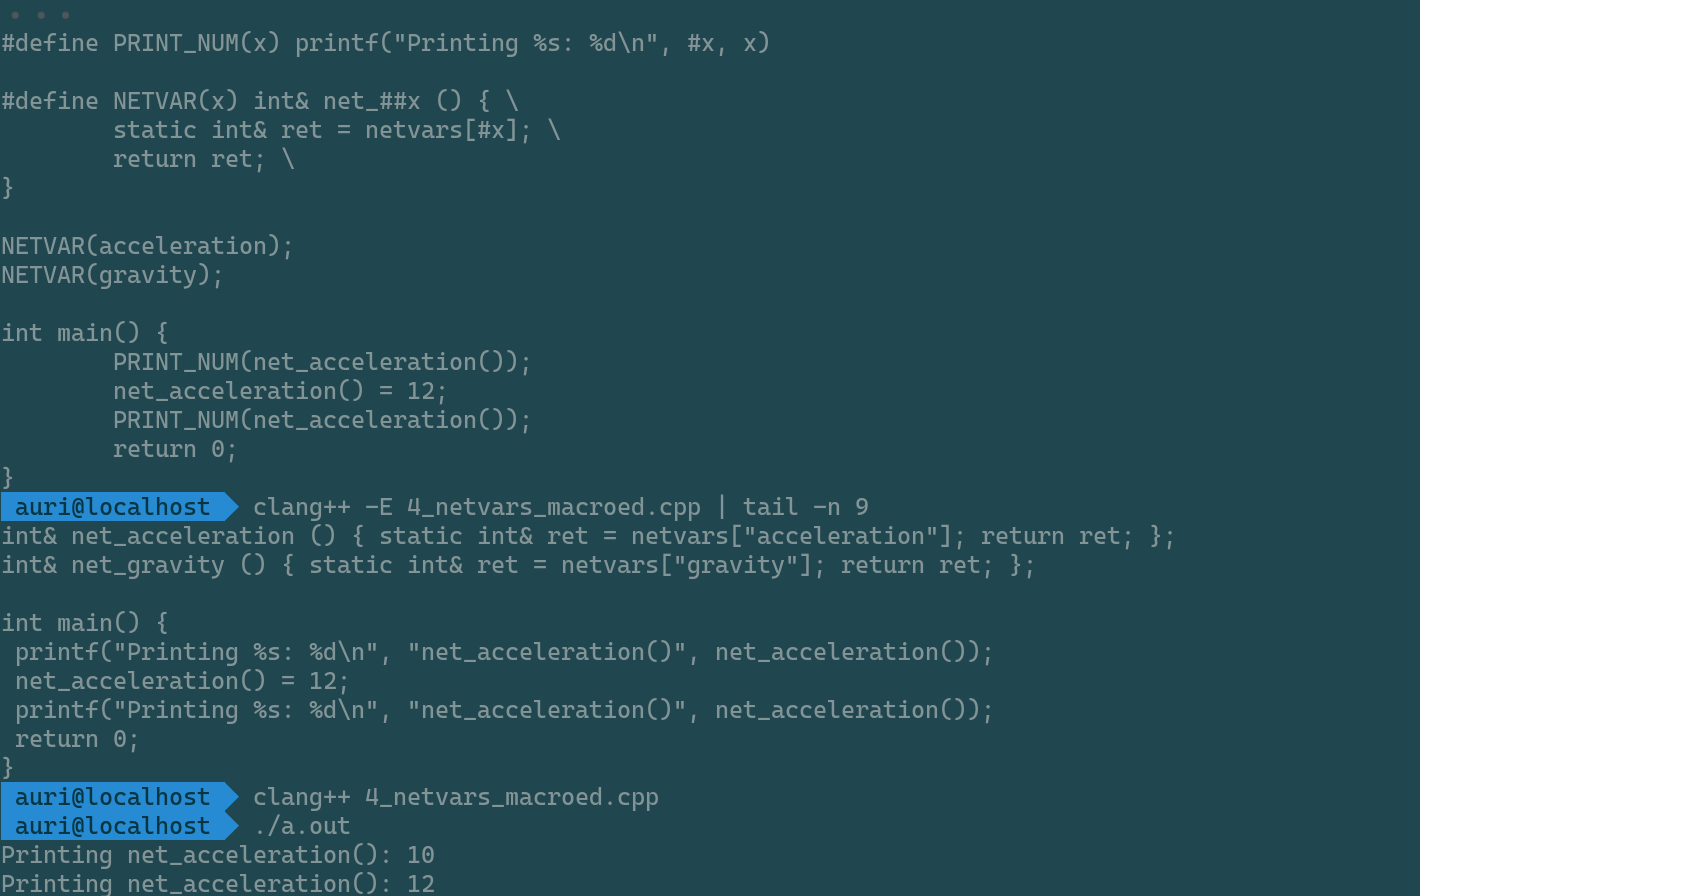 #define PRINT_NUM(x) printf("Printing %s: %d\n", #x, x)

#define NETVAR(x) int& net_##x () { \
        static int& ret = netvars[#x]; \
        return ret; \
}

NETVAR(acceleration);
NETVAR(gravity);

int main() {
        PRINT_NUM(net_acceleration());
        net_acceleration() = 12;
        PRINT_NUM(net_acceleration());
        return 0;
}
auri@localhost clang++ -E 4_netvars_macroed.cpp | tail -n 9
int& net_acceleration () { static int& ret = netvars["acceleration"]; return ret; };
int& net_gravity () { static int& ret = netvars["gravity"]; return ret; };

int main() {
 printf("Printing %s: %d\n", "net_acceleration()", net_acceleration());
 net_acceleration() = 12;
 printf("Printing %s: %d\n", "net_acceleration()", net_acceleration());
 return 0;
}
auri@localhost clang++ 4_netvars_macroed.cpp
auri@localhost ./a.out
Printing net_acceleration(): 10
Printing net_acceleration(): 12